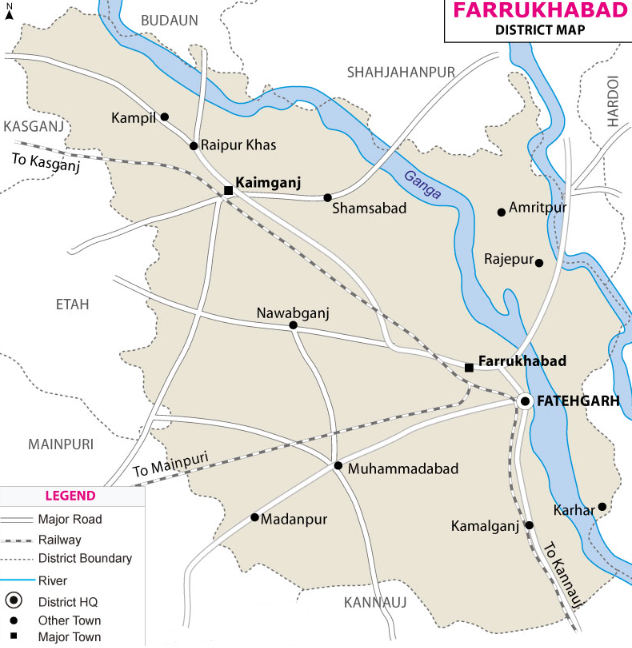 N
FARRUKHABAD
DISTRICT MAP
BUDAUN
SHAHJAHANPUR
HARDOI
KASGANJ
Kampil
Raipur Khas
To Kasganj
Kaimganj
Ganga
Shamsabad
Amritpur
Rajepur
ETAH
Nawabganj
Farrukhabad
FATEHGARH
MAINPURI
To Mainpuri
Muhammadabad
LEGEND
Major Road
Railway
District Boundary
River
District HQ
Other Town
Major Town
Madanpur
Kamalganj
Karhar
To Kannauj
KANNAUJ